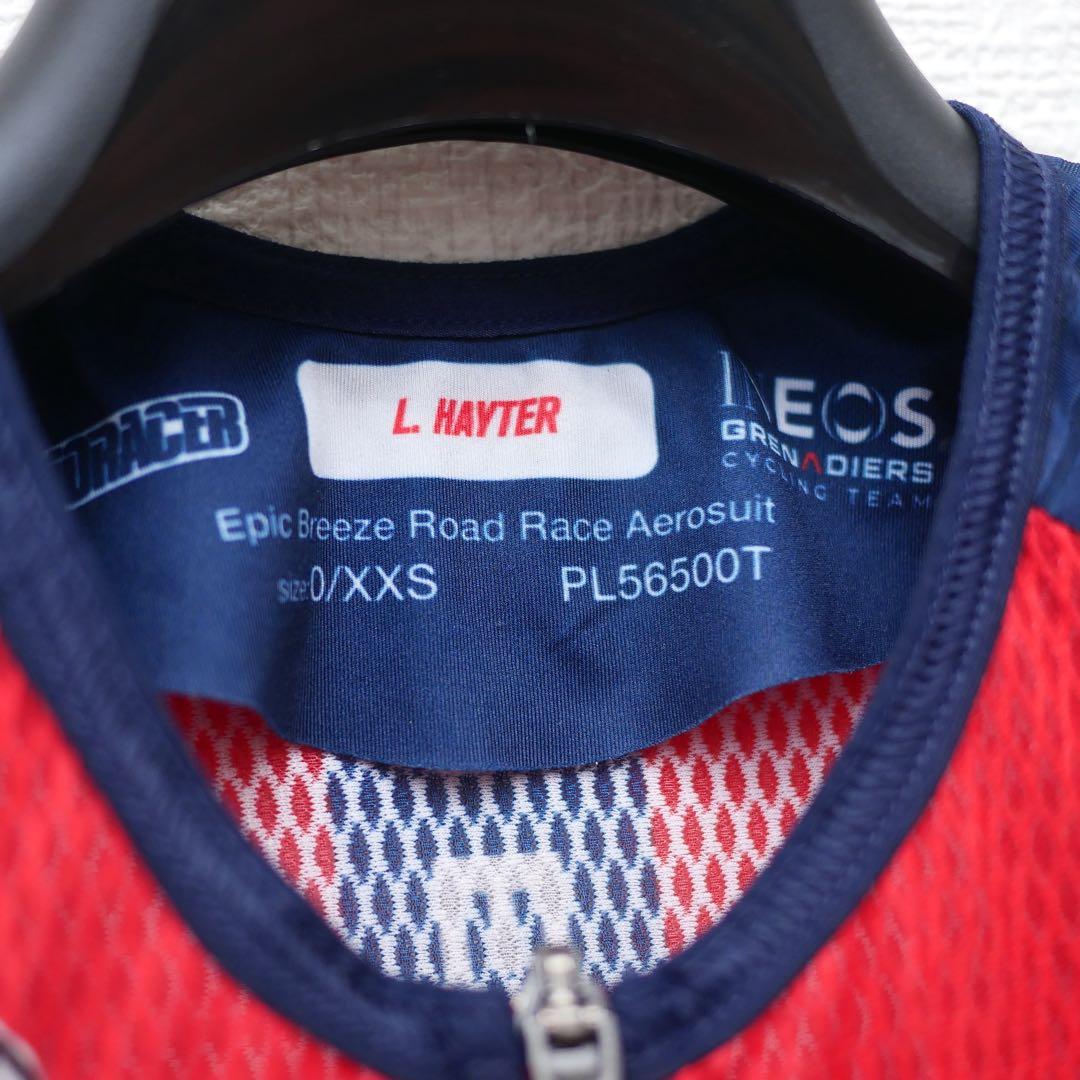 L. HAYTER
INEOS
GRENADIERS
CYCLING TEAM
Epic Breeze Road Race Aerosuit
Size:0/XXS PL56500T